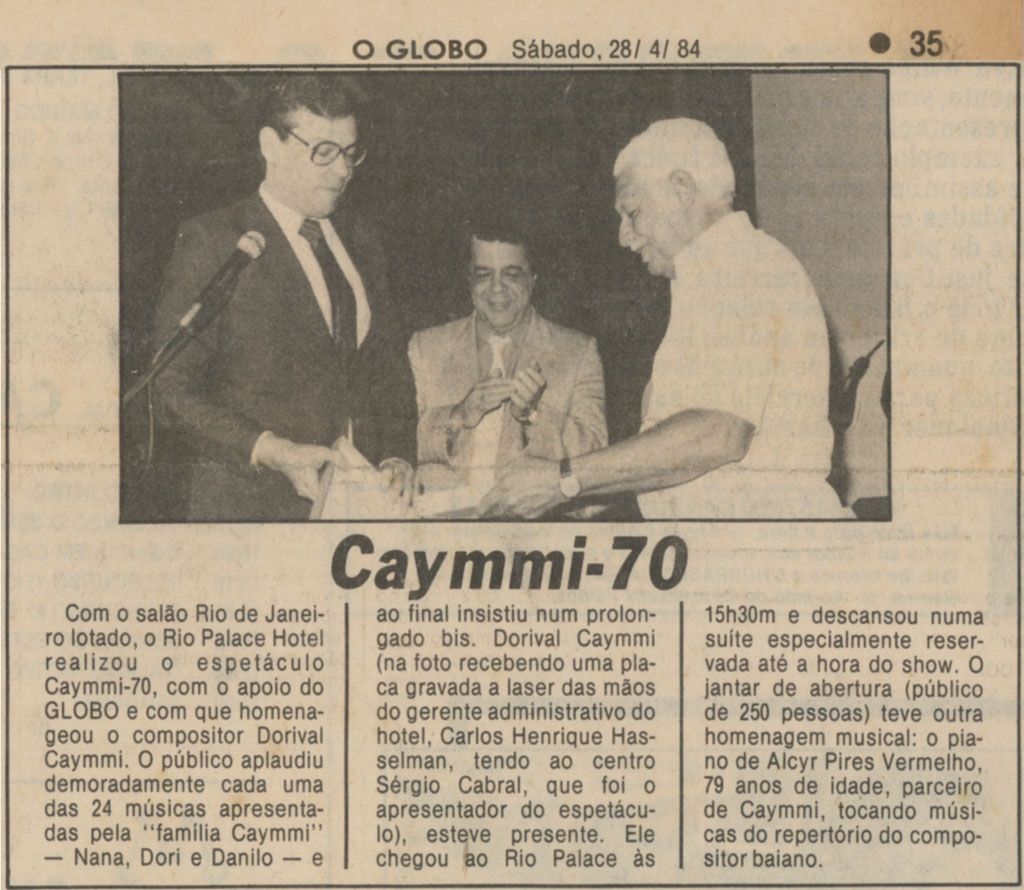 O GLOBO Sábado, 28/ 4/ 84 ● 35
Caymmi-70
Com o salão Rio de Janei-
ro lotado, o Rio Palace Hotel
realizou o espetáculo
Caymmi-70, com o apoio do
GLOBO e com que homena-
geou o compositor Dorival
Caymmi. O público aplaudiu
demoradamente cada uma
das 24 músicas apresenta-
das pela "família Caymmi"
— Nana, Dori e Danilo — e
ao final insistiu num prolon-
gado bis. Dorival Caymmi
(na foto recebendo uma pla-
ca gravada a laser das mãos
do gerente administrativo do
hotel, Carlos Henrique Has-
selman, tendo ao centro
Sérgio Cabral, que foi o
apresentador do espetácu-
lo), esteve presente. Ele
chegou ao Rio Palace às
15h30m e descansou numa
suíte especialmente reser-
vada até a hora do show. O
jantar de abertura (público
de 250 pessoas) teve outra
homenagem musical: o pia-
no de Alcyr Pires Vermelho,
79 anos de idade, parceiro
de Caymmi, tocando músi-
cas do repertório do compo-
sitor baiano.